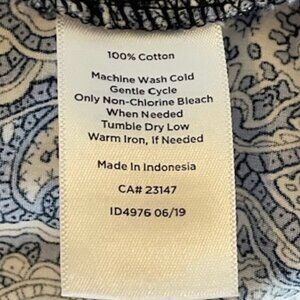 100% Cotton
Machine Wash Cold
Gentle Cycle
Only Non-Chlorine Bleach
When Needed
Tumble Dry Low
Warm Iron, If Needed
Made In Indonesia
CA# 23147
ID4976 06/19